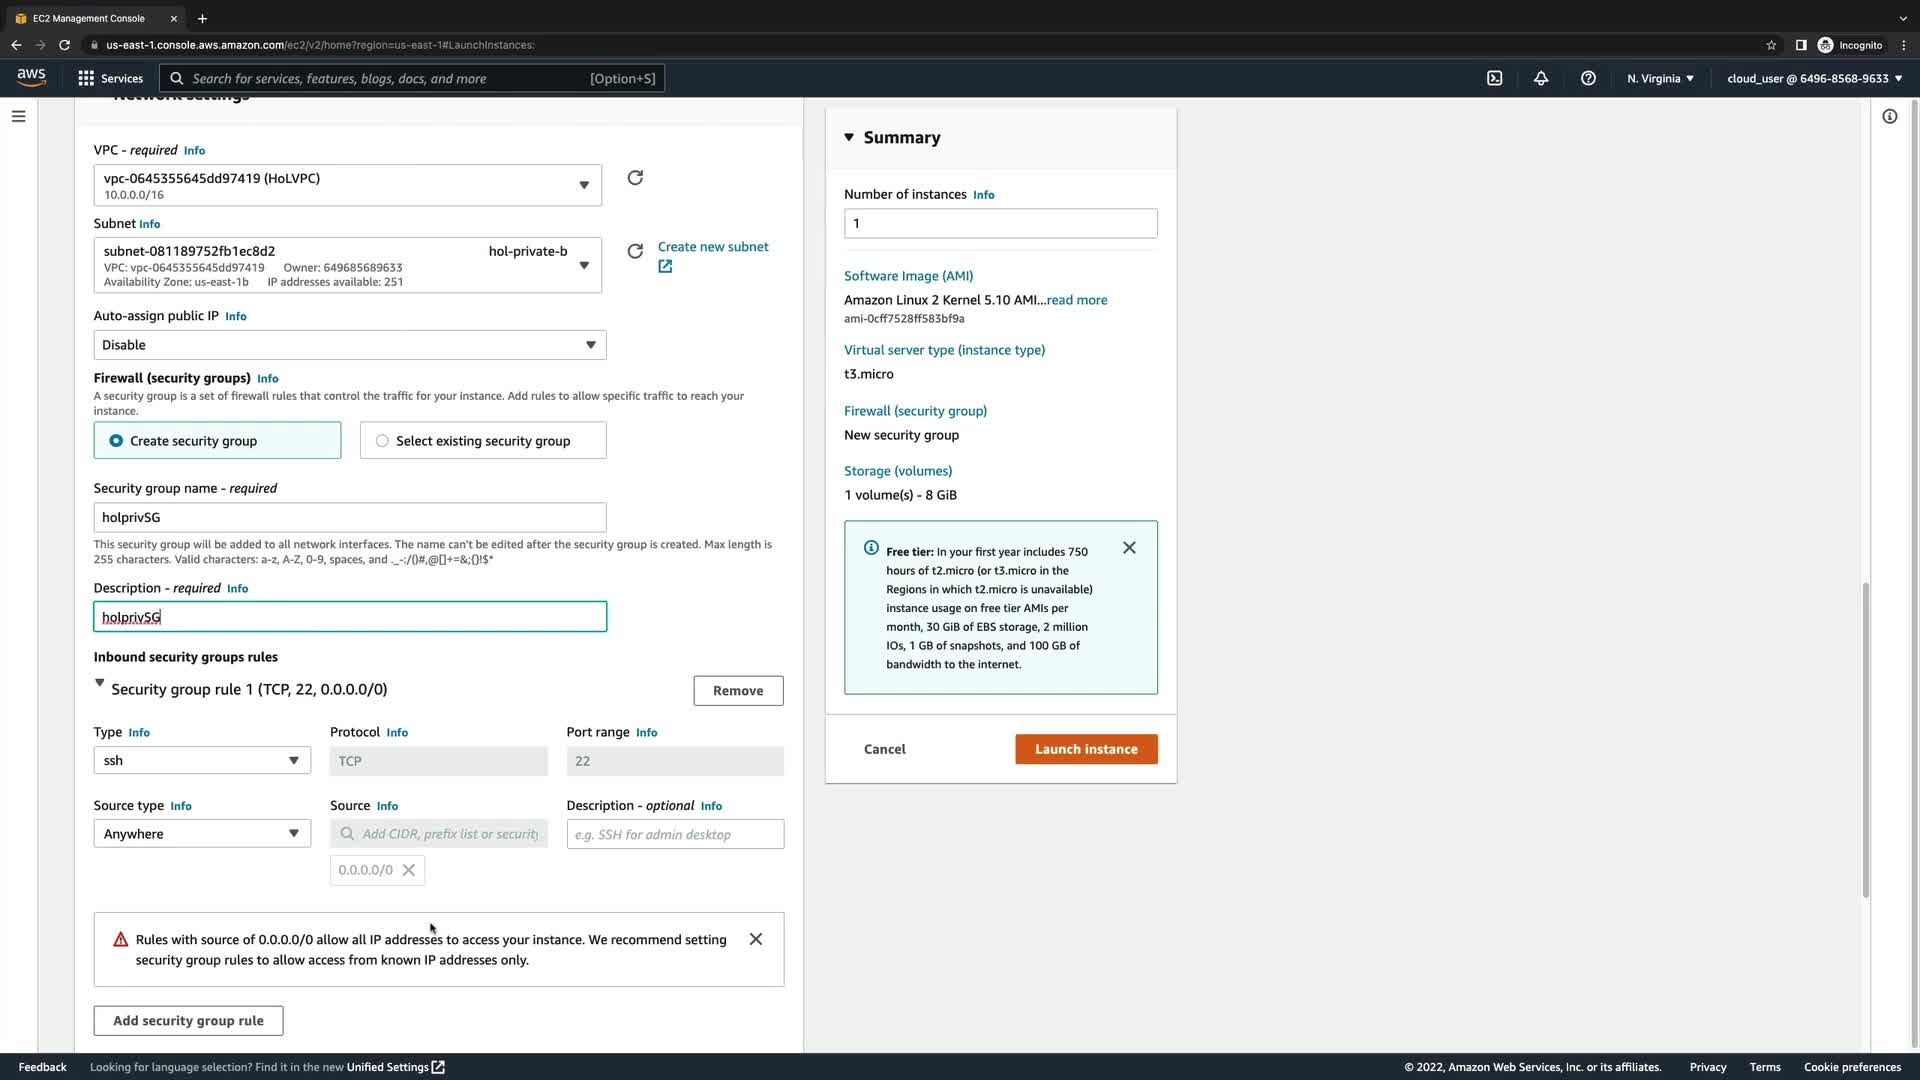 EC2 Management Console
us-east-1.console.aws.amazon.com/ec2/v2/home?region=us-east-1#LaunchInstances:
Incognito
aws
Services
Search for services, features, blogs, docs, and more
[Option+S]
N. Virginia
cloud_user @ 6496-8568-9633
Network settings
VPC - required Info
vpc-0645355645dd97419 (HoLVPC)
10.0.0.0/16
Subnet Info
subnet-081189752fb1ec8d2 hol-private-b
VPC: vpc-0645355645dd97419 Owner: 649685689633
Availability Zone: us-east-1b IP addresses available: 251
Create new subnet
Auto-assign public IP Info
Disable
Firewall (security groups) Info
A security group is a set of firewall rules that control the traffic for your instance. Add rules to allow specific traffic to reach your
instance.
Create security group
Select existing security group
Security group name - required
holprivSG
This security group will be added to all network interfaces. The name can't be edited after the security group is created. Max length is
255 characters. Valid characters: a-z, A-Z, 0-9, spaces, and ._-:/()#,@[]+=&;{}!$*
Description - required Info
holprivSG
Inbound security groups rules
Security group rule 1 (TCP, 22, 0.0.0.0/0)
Remove
Type Info
Protocol Info
Port range Info
ssh
TCP
22
Source type Info
Source Info
Description - optional Info
Anywhere
Add CIDR, prefix list or security
e.g. SSH for admin desktop
0.0.0.0/0
Rules with source of 0.0.0.0/0 allow all IP addresses to access your instance. We recommend setting
security group rules to allow access from known IP addresses only.
Add security group rule
Summary
Number of instances Info
1
Software Image (AMI)
Amazon Linux 2 Kernel 5.10 AMI...read more
ami-0cff7528ff583bf9a
Virtual server type (instance type)
t3.micro
Firewall (security group)
New security group
Storage (volumes)
1 volume(s) - 8 GiB
Free tier: In your first year includes 750
hours of t2.micro (or t3.micro in the
Regions in which t2.micro is unavailable)
instance usage on free tier AMIs per
month, 30 GiB of EBS storage, 2 million
IOs, 1 GB of snapshots, and 100 GB of
bandwidth to the internet.
Cancel
Launch instance
Feedback
Looking for language selection? Find it in the new Unified Settings
© 2022, Amazon Web Services, Inc. or its affiliates.
Privacy
Terms
Cookie preferences